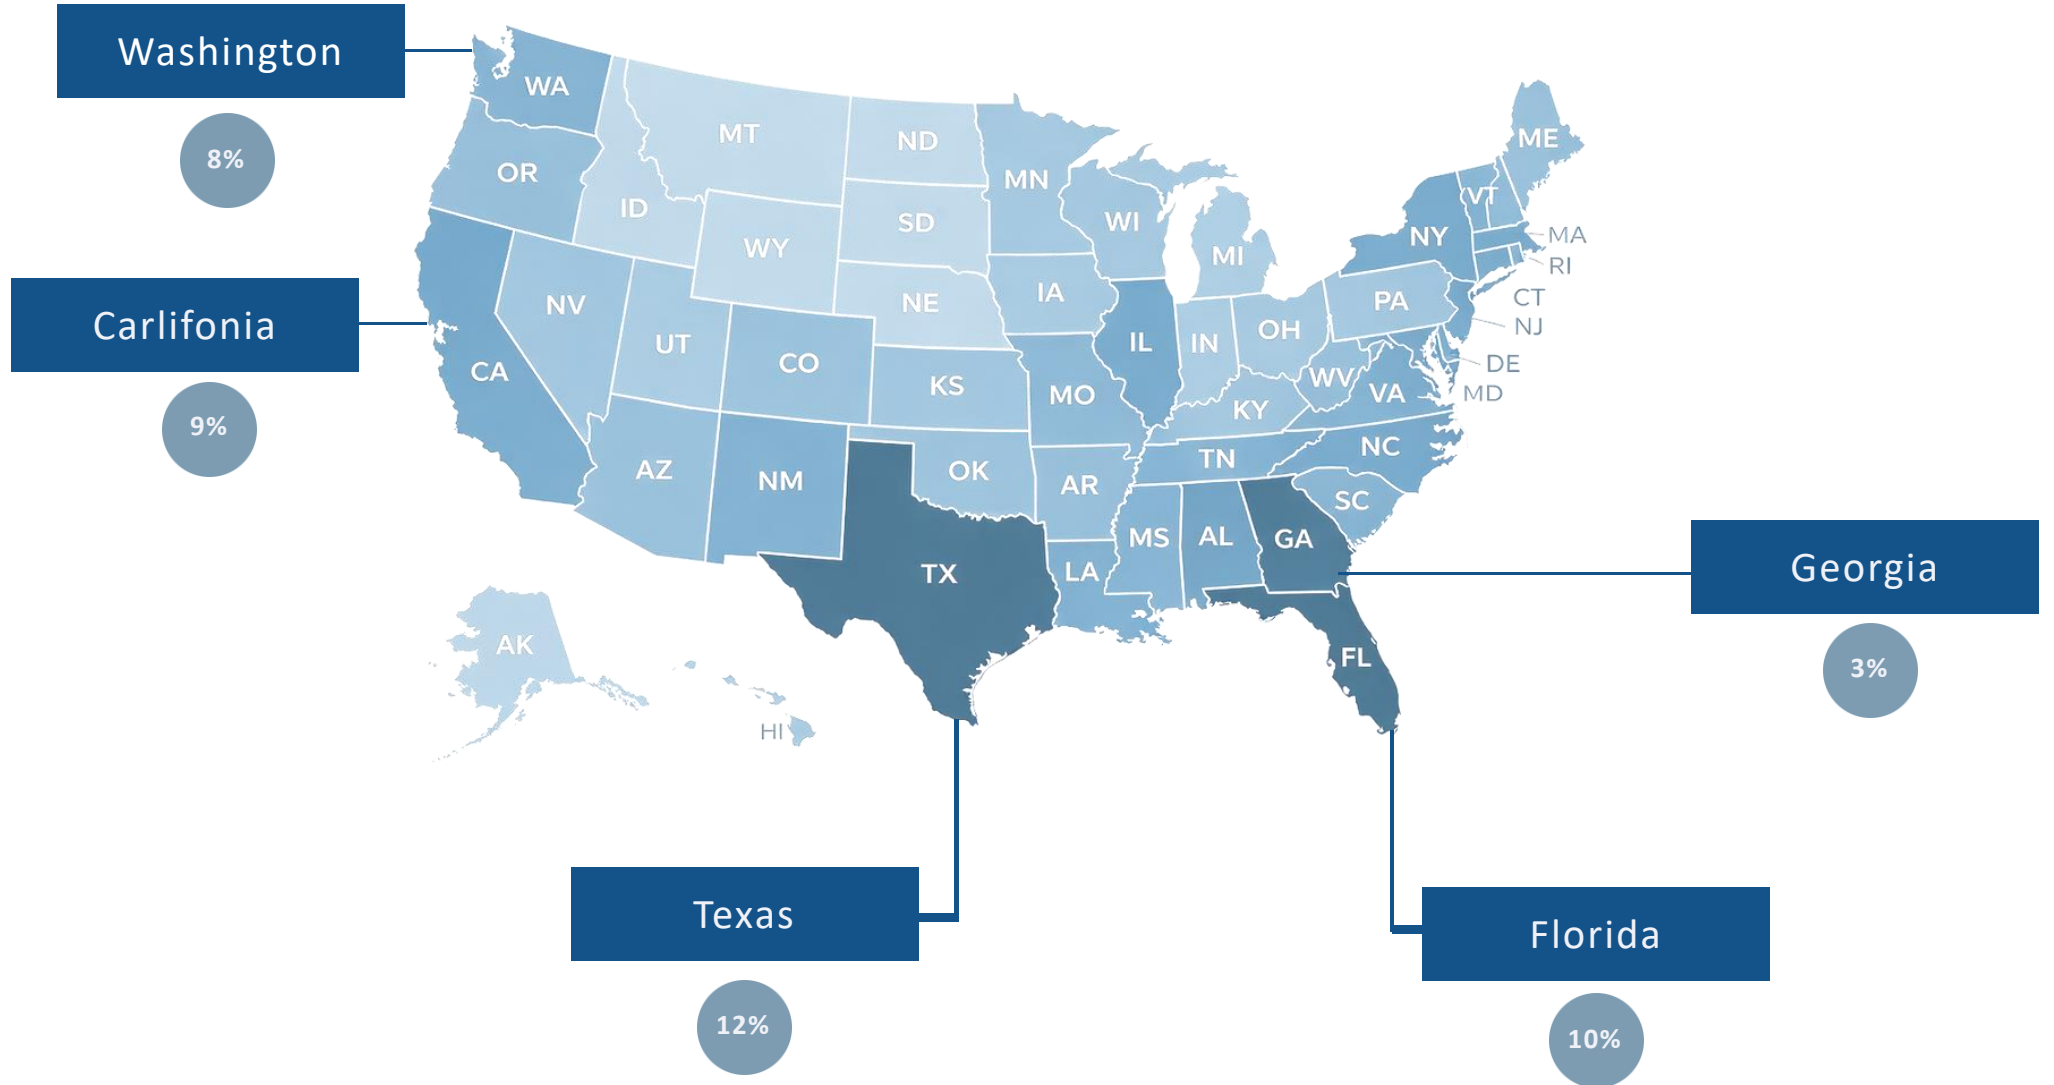 Washington
8%
Carlifonia
9%
Georgia
3%
Texas
12%
Florida
10%
WA
OR
CA
NV
ID
MT
WY
UT
CO
AZ
NM
ND
SD
NE
KS
OK
TX
MN
IA
MO
AR
LA
WI
IL
MI
IN
OH
KY
TN
MS
AL
GA
FL
SC
NC
VA
WV
PA
NY
VT
ME
MA
RI
CT
NJ
DE
MD
AK
HI